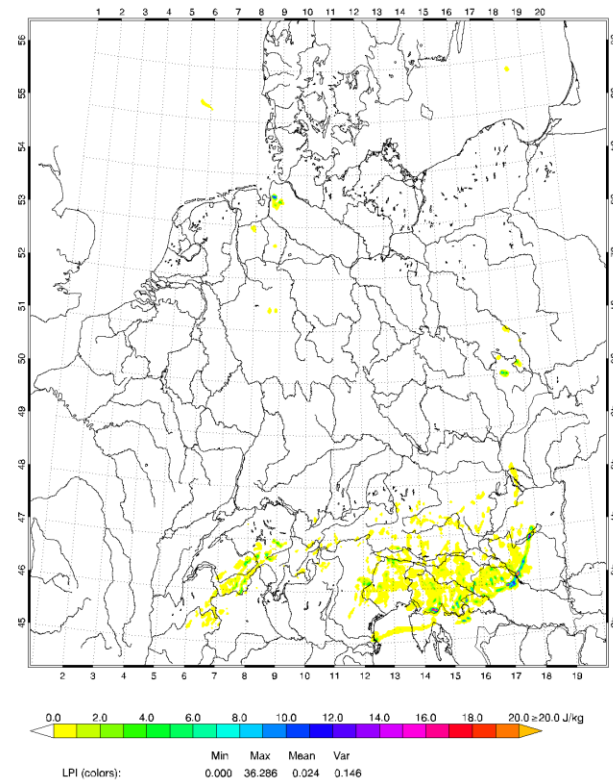 1 2 3 4 5 6 7 8 9 10 11 12 13 14 15 16 17 18 19 20
56
55
54
53
52
51
50
49
48
47
46
45
2 3 4 5 6 7 8 9 10 11 12 13 14 15 16 17 18 19
0.0 2.0 4.0 6.0 8.0 10.0 12.0 14.0 16.0 18.0 20.0 ≥20.0 J/kg
Min Max Mean Var
LPI (colors): 0.000 36.286 0.024 0.146